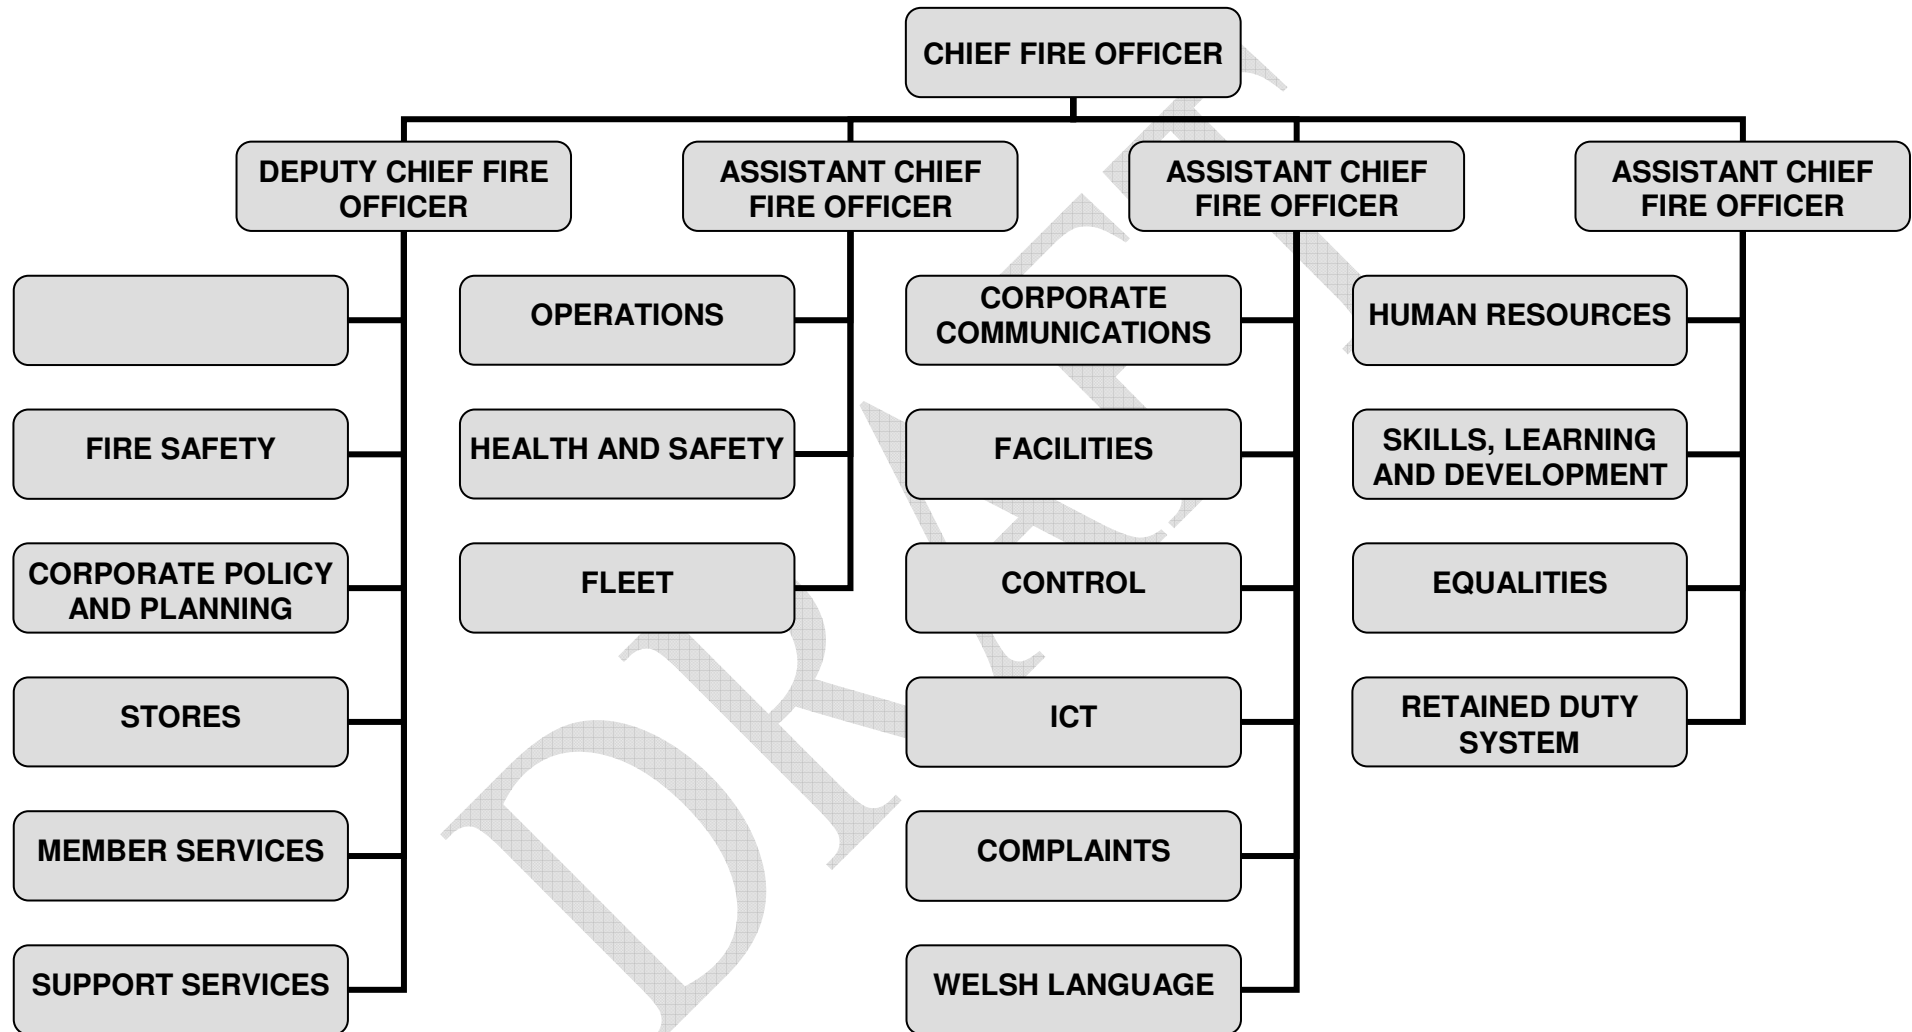 CHIEF FIRE OFFICER
DEPUTY CHIEF FIRE
OFFICER
ASSISTANT CHIEF
FIRE OFFICER
ASSISTANT CHIEF
FIRE OFFICER
ASSISTANT CHIEF
FIRE OFFICER
FIRE SAFETY
CORPORATE POLICY
AND PLANNING
STORES
MEMBER SERVICES
SUPPORT SERVICES
OPERATIONS
HEALTH AND SAFETY
FLEET
CORPORATE
COMMUNICATIONS
FACILITIES
CONTROL
ICT
COMPLAINTS
WELSH LANGUAGE
HUMAN RESOURCES
SKILLS, LEARNING
AND DEVELOPMENT
EQUALITIES
RETAINED DUTY
SYSTEM
DRAFT